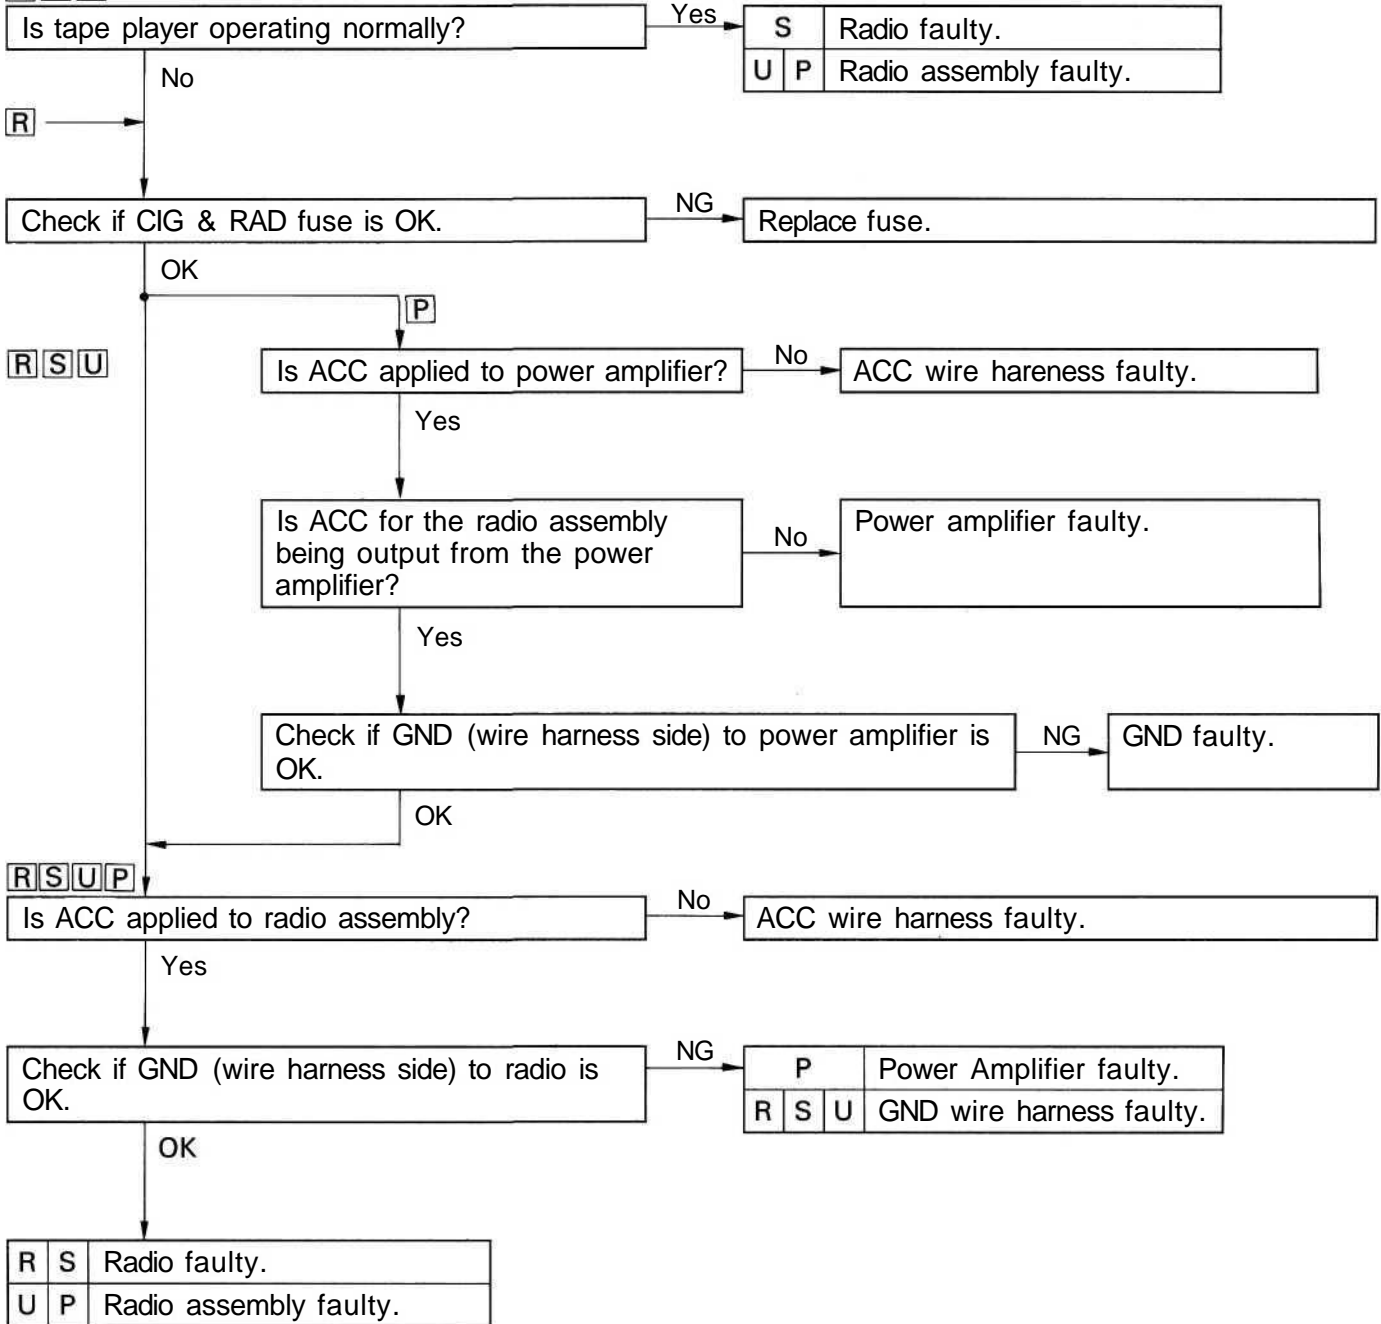 Is tape player operating normally?
Yes
S Radio faulty.
U P Radio assembly faulty.
No
R
Check if CIG & RAD fuse is OK.
NG
Replace fuse.
OK
P
R S U
Is ACC applied to power amplifier?
No
ACC wire hareness faulty.
Yes
Is ACC for the radio assembly
being output from the power
amplifier?
No
Power amplifier faulty.
Yes
Check if GND (wire harness side) to power amplifier is
OK.
NG
GND faulty.
OK
R S U P
Is ACC applied to radio assembly?
No
ACC wire harness faulty.
Yes
Check if GND (wire harness side) to radio is
OK.
NG
P Power Amplifier faulty.
R S U GND wire harness faulty.
OK
R S Radio faulty.
U P Radio assembly faulty.